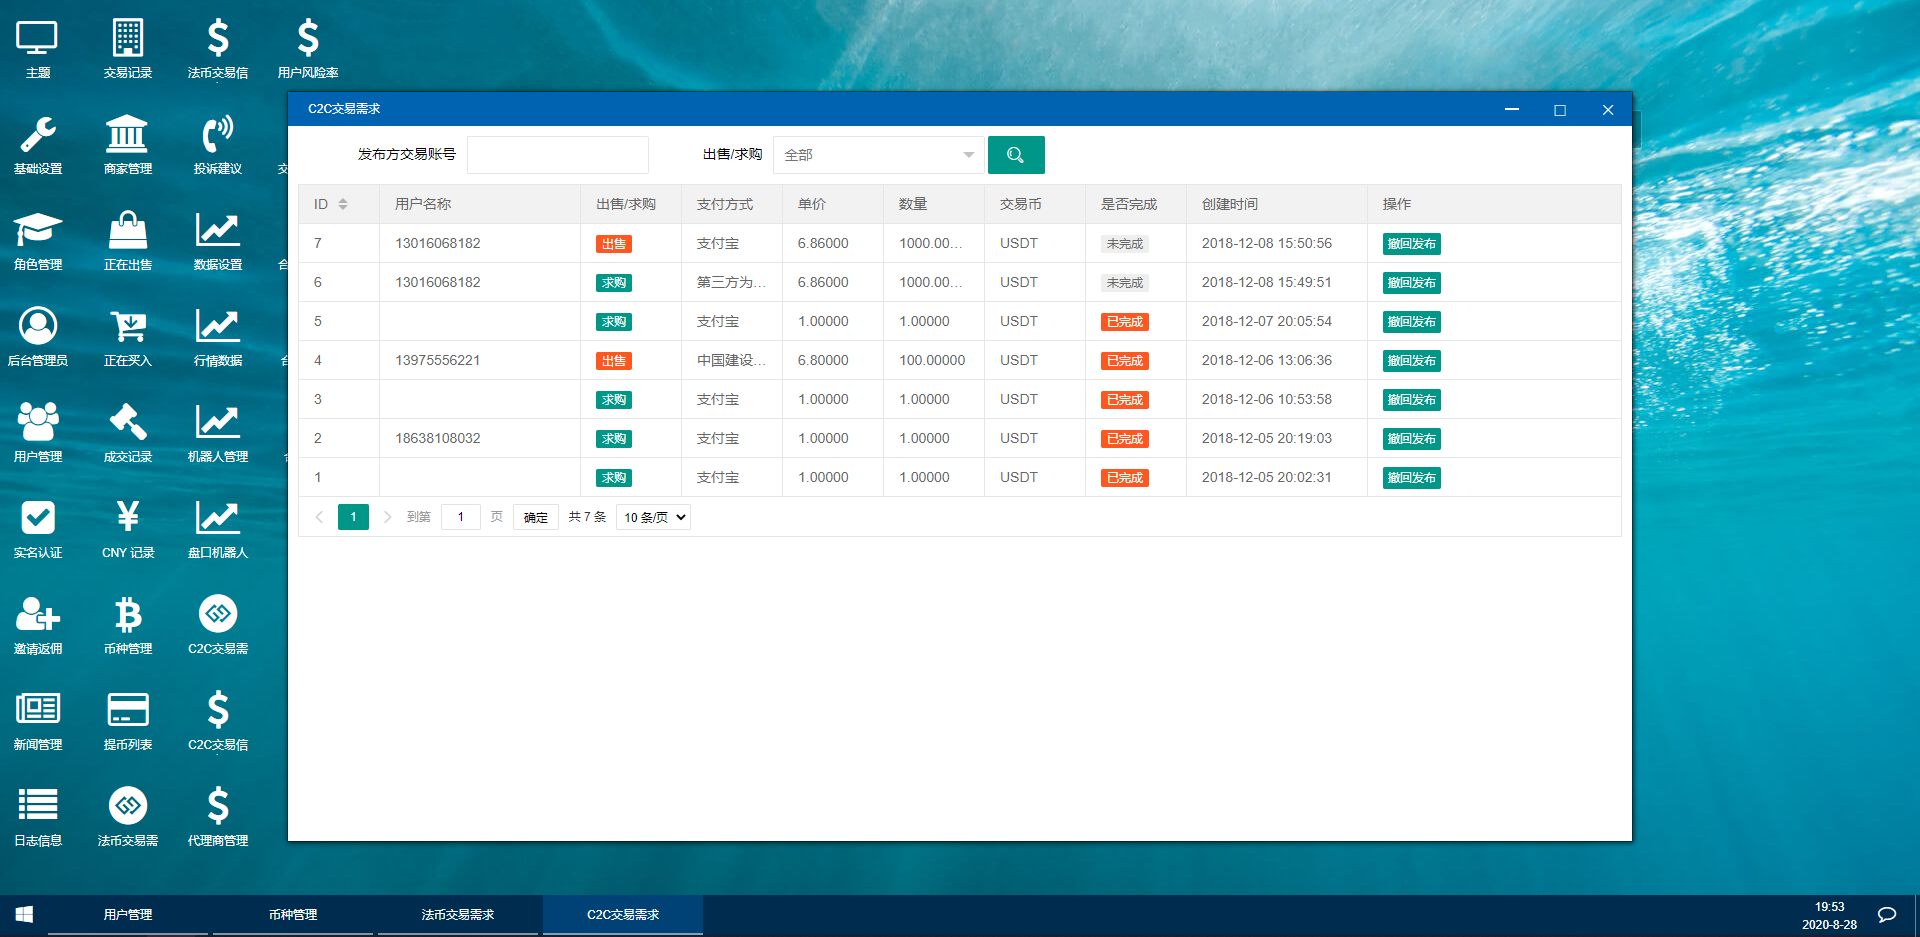 主题
交易记录
法币交易信
用户风险率
基础设置
商家管理
投诉建议
交
角色管理
正在出售
数据设置
合
后台管理员
正在买入
行情数据
合
用户管理
成交记录
机器人管理
合
实名认证
CNY 记录
盘口机器人
邀请返佣
币种管理
C2C交易需
新闻管理
提币列表
C2C交易信
日志信息
法币交易需
代理商管理
C2C交易需求
发布方交易账号
出售/求购 全部
ID 用户名称 出售/求购 支付方式 单价 数量 交易币 是否完成 创建时间 操作
7 13016068182 出售 支付宝 6.86000 1000.00... USDT 未完成 2018-12-08 15:50:56 撤回发布
6 13016068182 求购 第三方为... 6.86000 1000.00... USDT 未完成 2018-12-08 15:49:51 撤回发布
5 求购 支付宝 1.00000 1.00000 USDT 已完成 2018-12-07 20:05:54 撤回发布
4 13975556221 出售 中国建设... 6.80000 100.00000 USDT 已完成 2018-12-06 13:06:36 撤回发布
3 求购 支付宝 1.00000 1.00000 USDT 已完成 2018-12-06 10:53:58 撤回发布
2 18638108032 求购 支付宝 1.00000 1.00000 USDT 已完成 2018-12-05 20:19:03 撤回发布
1 求购 支付宝 1.00000 1.00000 USDT 已完成 2018-12-05 20:02:31 撤回发布
1 到第 1 页 确定 共 7 条 10 条/页
用户管理
币种管理
法币交易需求
C2C交易需求
19:53
2020-8-28